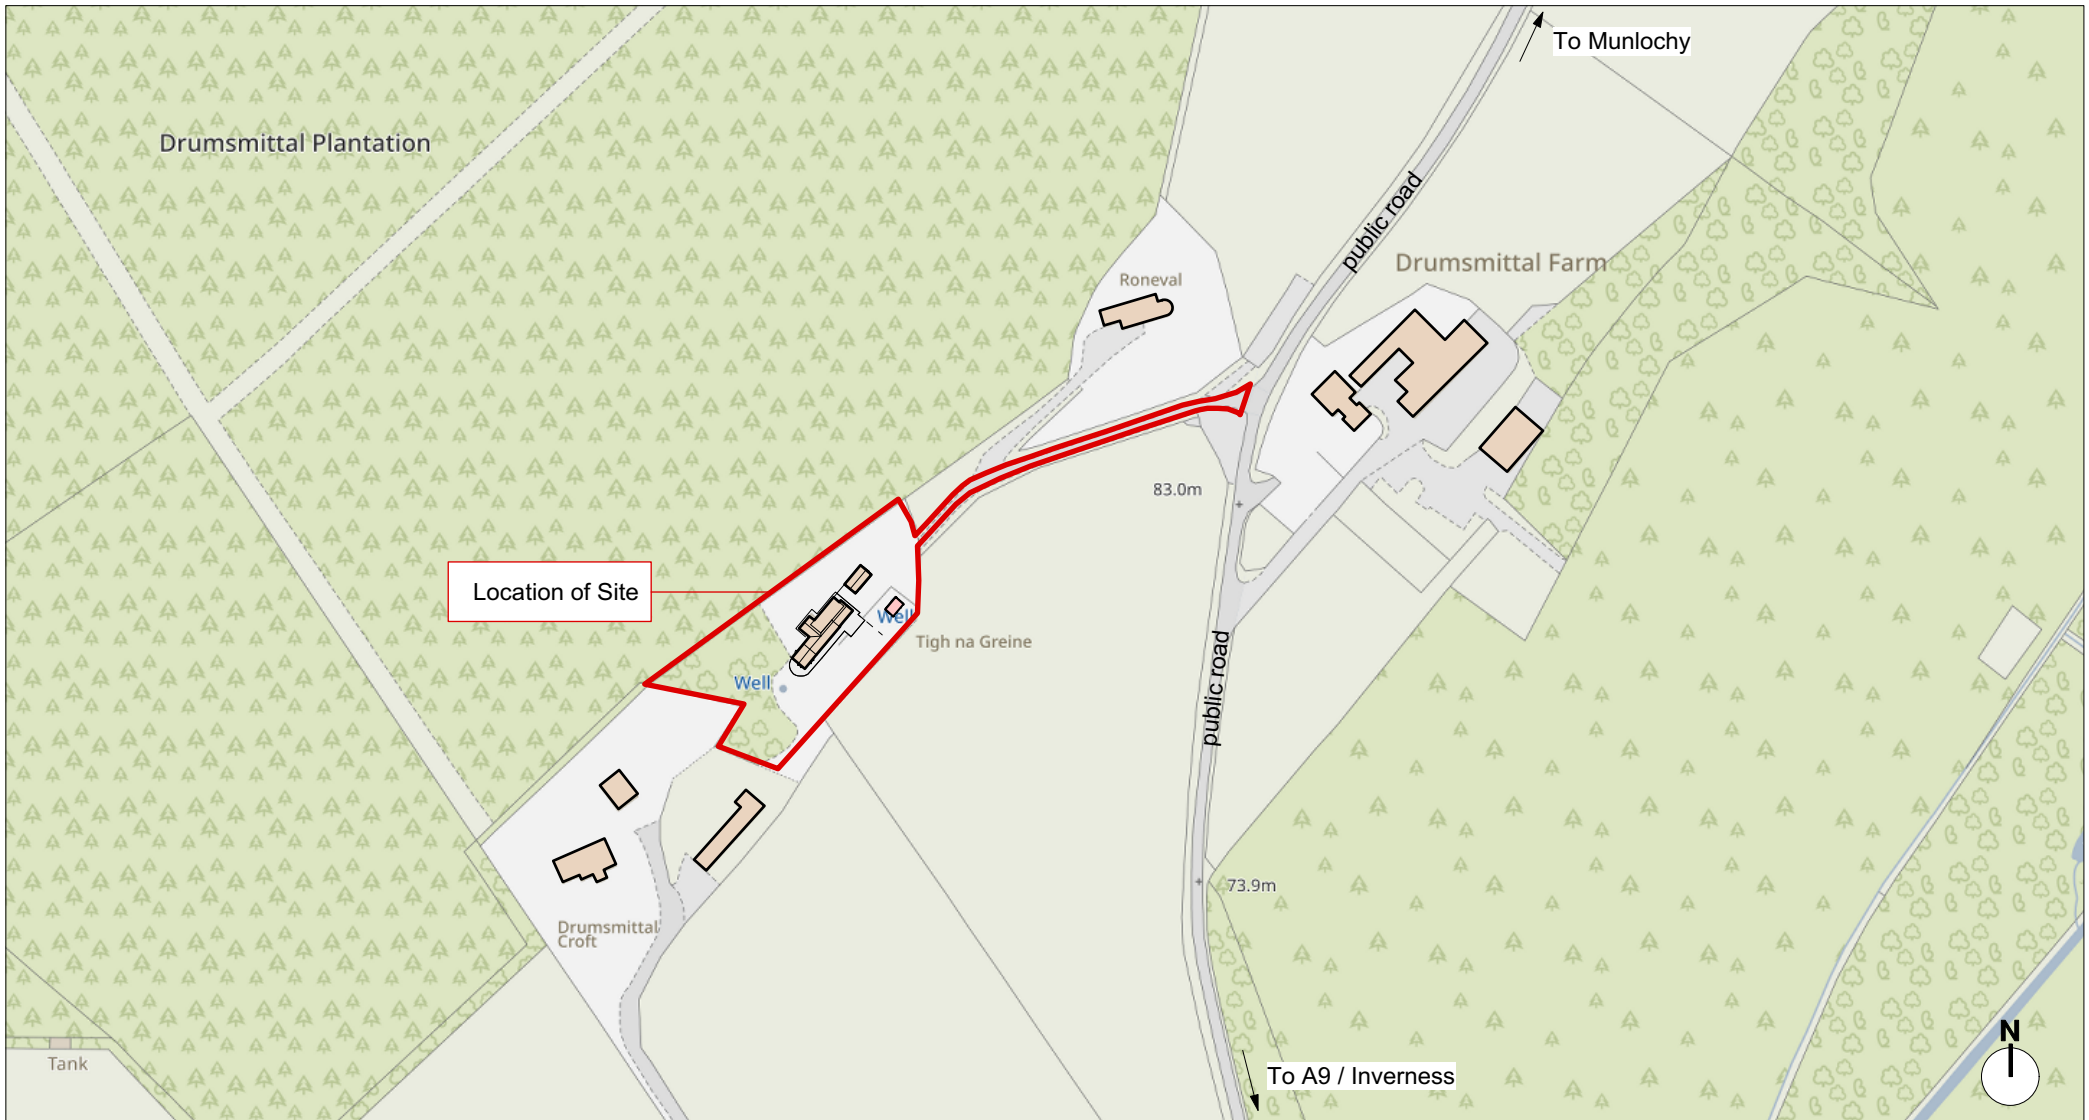 To Munlochy
Drumsmittal Plantation
public road
Drumsmittal Farm
Roneval
83.0m
Location of Site
Well
Tigh na Greine
Well
public road
73.9m
Drumsmittal
Croft
N
Tank
To A9 / Inverness